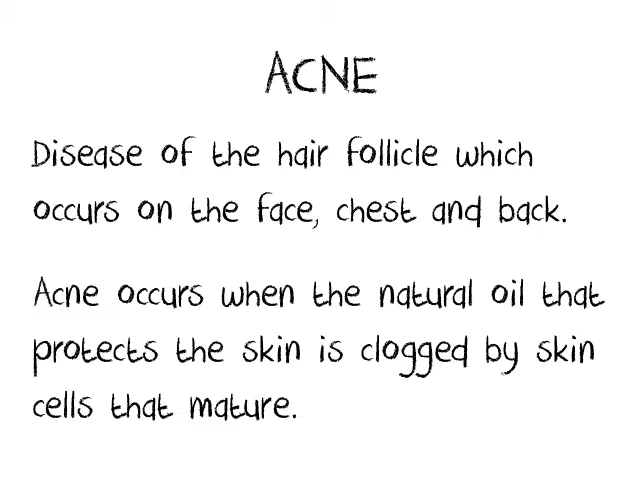 ACNE
Disease of the hair follicle which
occurs on the face, chest and back.
Acne occurs when the natural oil that
protects the skin is clogged by skin
cells that mature.